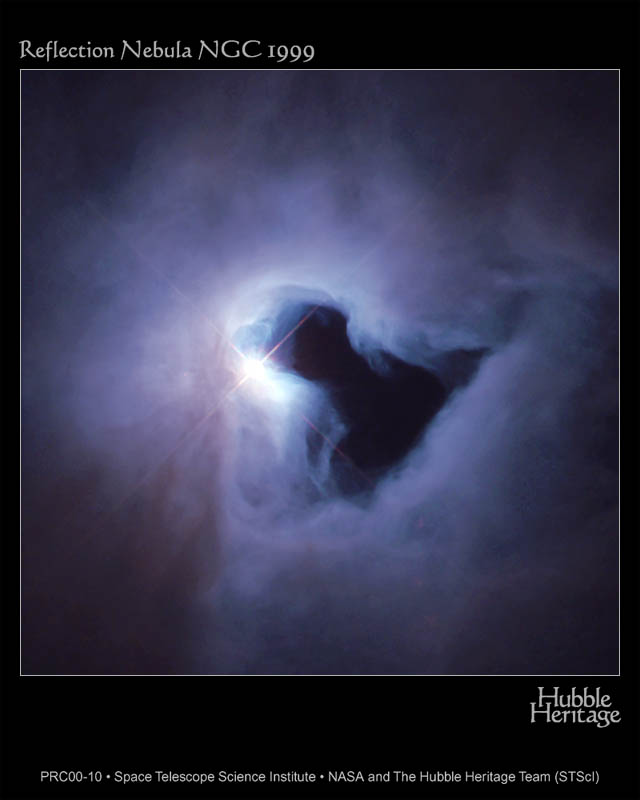 Reflection Nebula NGC 1999
Hubble
Heritage
PRC00-10 • Space Telescope Science Institute • NASA and The Hubble Heritage Team (STScI)